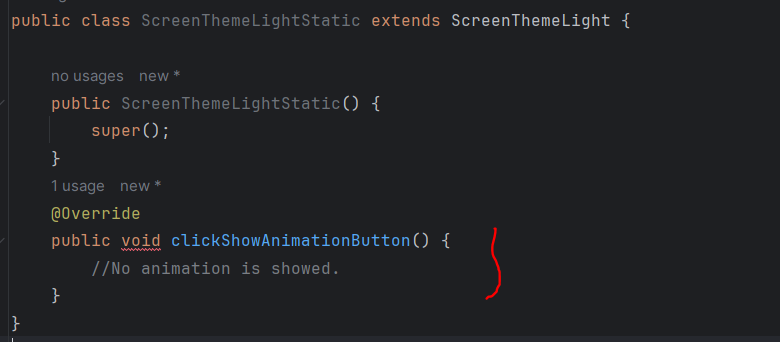 public class ScreenThemeLightStatic extends ScreenThemeLight {
no usages new *
public ScreenThemeLightStatic() {
super();
}
1 usage new *
@Override
public void clickShowAnimationButton() {
//No animation is showed.
}
}